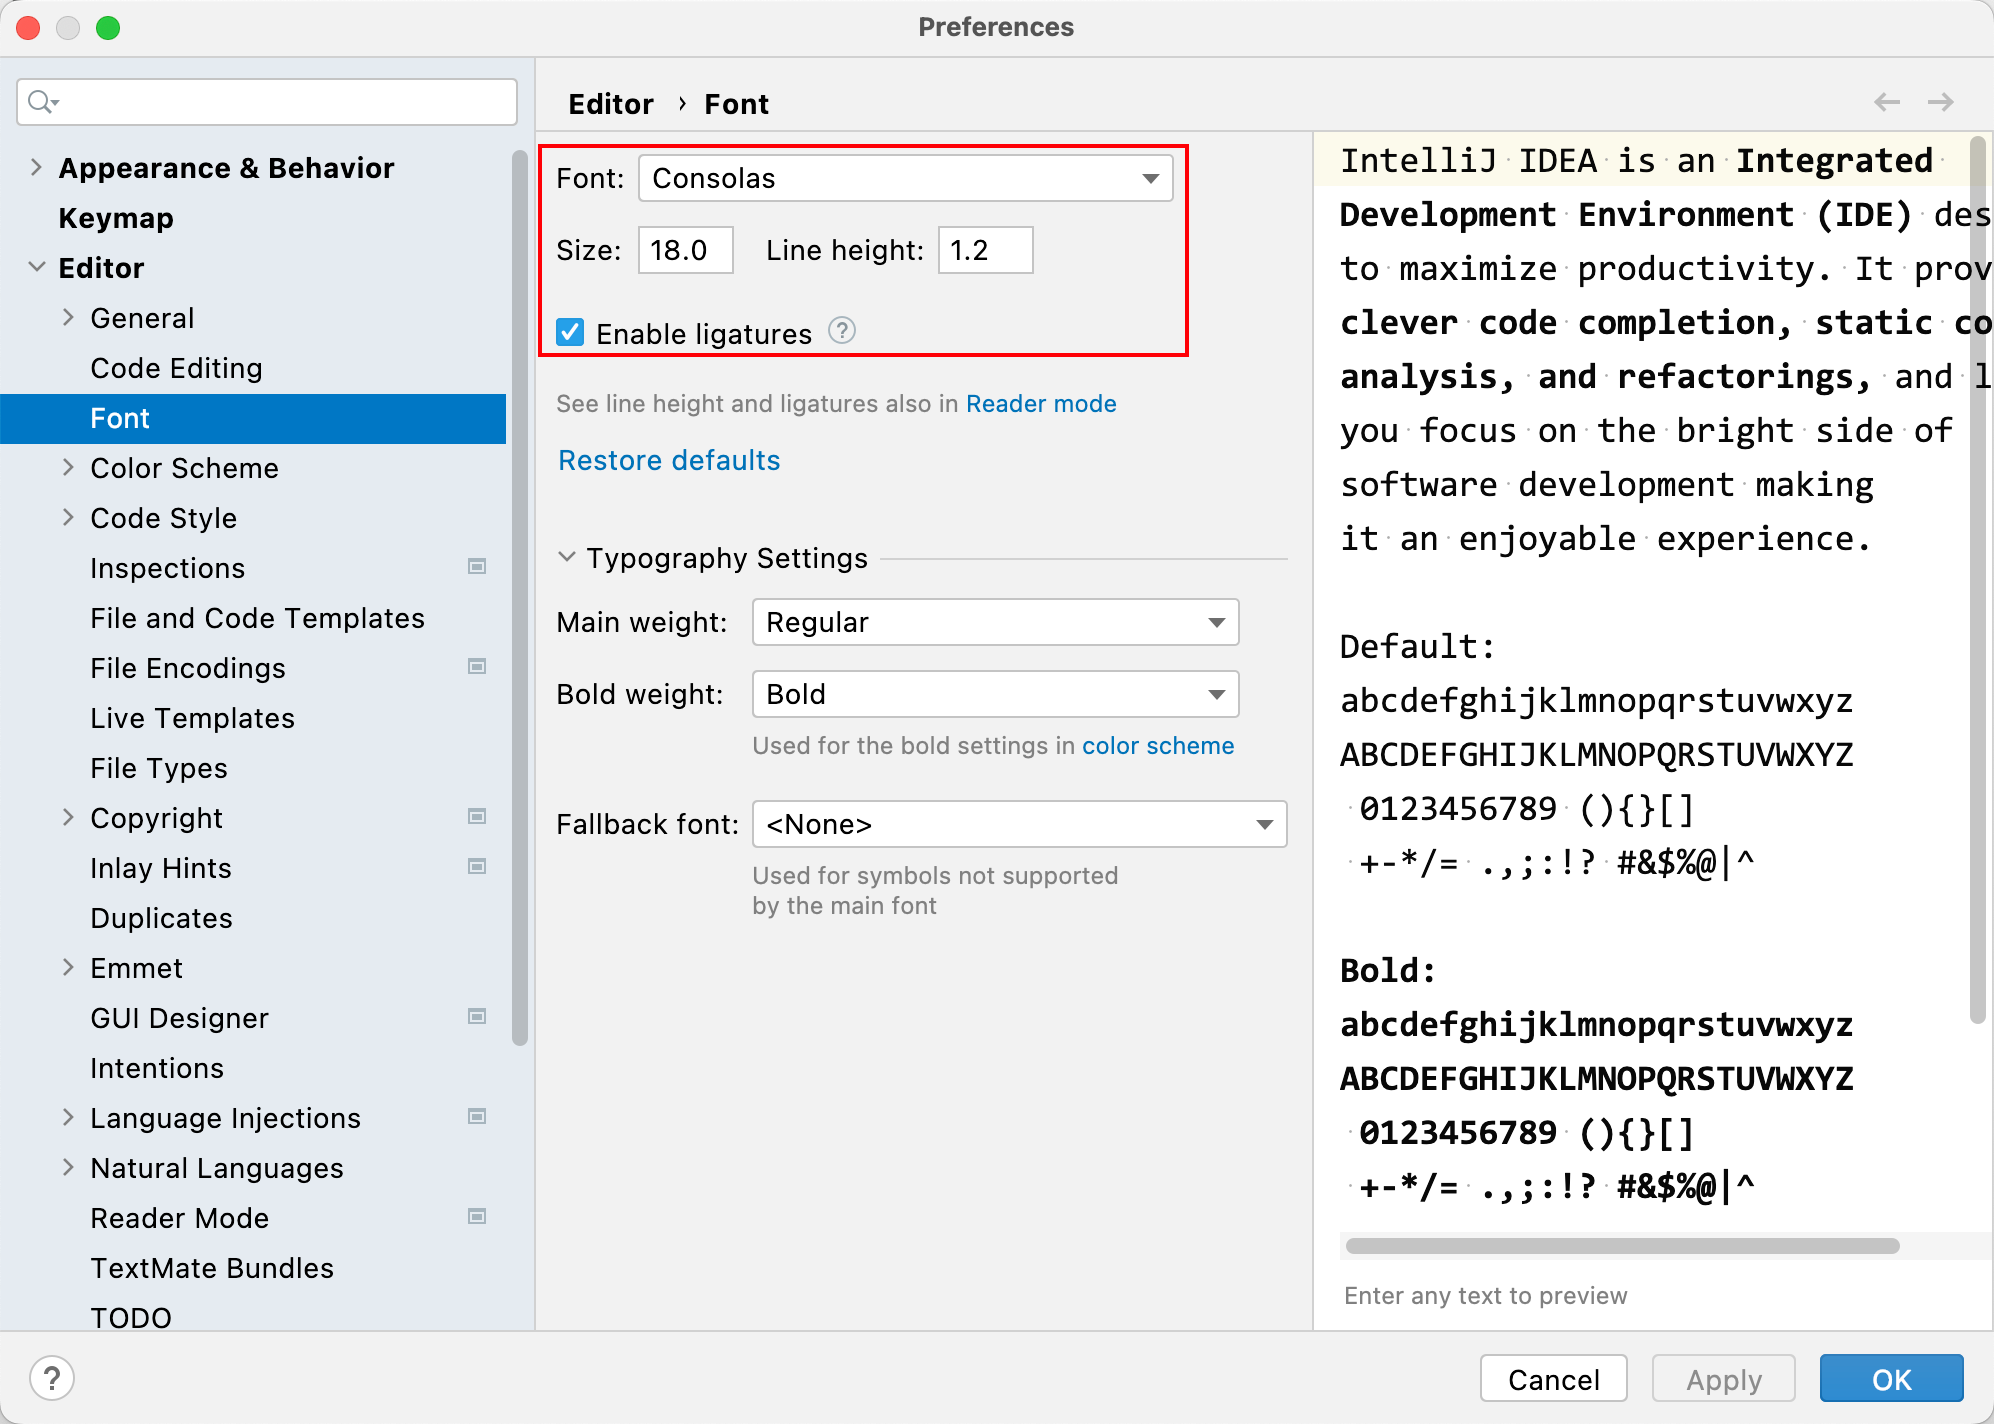 Preferences
Appearance & Behavior
Keymap
Editor
General
Code Editing
Font
Color Scheme
Code Style
Inspections
File and Code Templates
File Encodings
Live Templates
File Types
Copyright
Inlay Hints
Duplicates
Emmet
GUI Designer
Intentions
Language Injections
Natural Languages
Reader Mode
TextMate Bundles
TODO
Editor › Font
Font: Consolas
Size: 18.0 Line height: 1.2
Enable ligatures ?
See line height and ligatures also in Reader mode
Restore defaults
Typography Settings
Main weight: Regular
Bold weight: Bold
Used for the bold settings in color scheme
Fallback font: <None>
Used for symbols not supported
by the main font
IntelliJ IDEA is an Integrated
Development Environment (IDE) des
to maximize productivity. It prov
clever code completion, static co
analysis, and refactorings, and l
you focus on the bright side of
software development making
it an enjoyable experience.
Default:
abcdefghijklmnopqrstuvwxyz
ABCDEFGHIJKLMNOPQRSTUVWXYZ
0123456789 (){}[]
+-*/= .,;:!? #&$%@|^
Bold:
abcdefghijklmnopqrstuvwxyz
ABCDEFGHIJKLMNOPQRSTUVWXYZ
0123456789 (){}[]
+-*/= .,;:!? #&$%@|^
Enter any text to preview
?
Cancel
Apply
OK